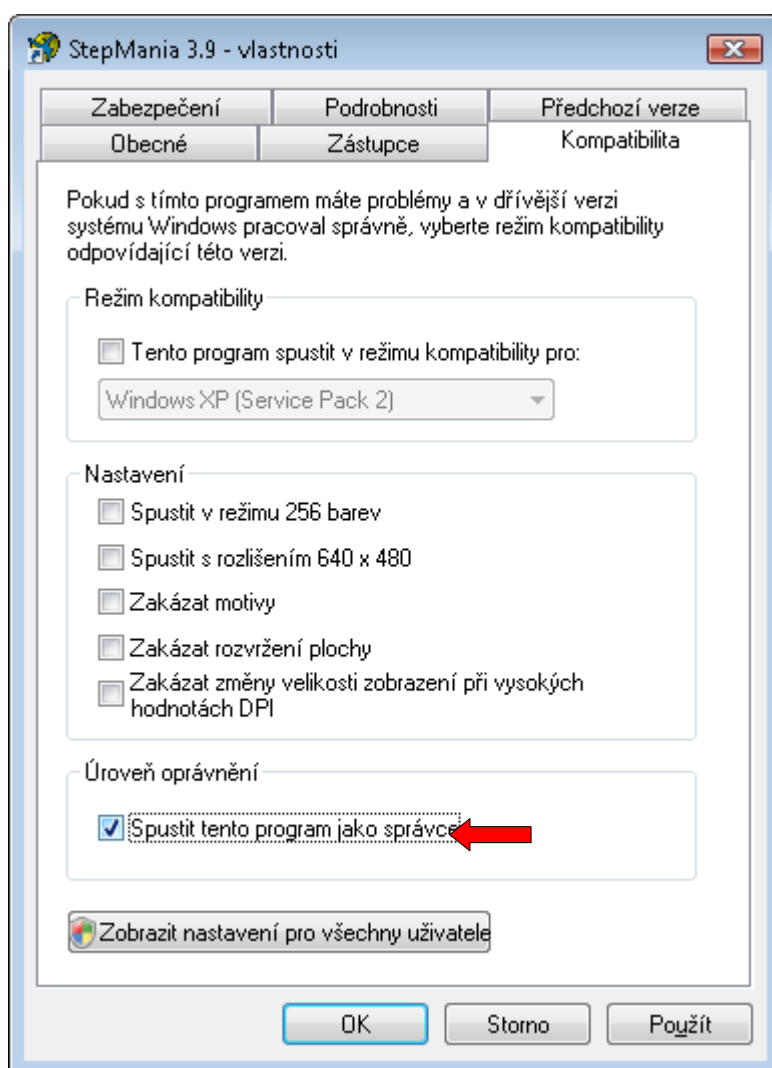 StepMania 3.9 - vlastnosti
Zabezpečení
Podrobnosti
Předchozí verze
Obecné
Zástupce
Kompatibilita
Pokud s tímto programem máte problémy a v dřívější verzi
systému Windows pracoval správně, vyberte režim kompatibility
odpovídající této verzi.
Režim kompatibility
Tento program spustit v režimu kompatibility pro:
Windows XP (Service Pack 2)
Nastavení
Spustit v režimu 256 barev
Spustit s rozlišením 640 x 480
Zakázat motivy
Zakázat rozvržení plochy
Zakázat změny velikosti zobrazení při vysokých
hodnotách DPI
Úroveň oprávnění
Spustit tento program jako správce
Zobrazit nastavení pro všechny uživatele
OK
Storno
Použít